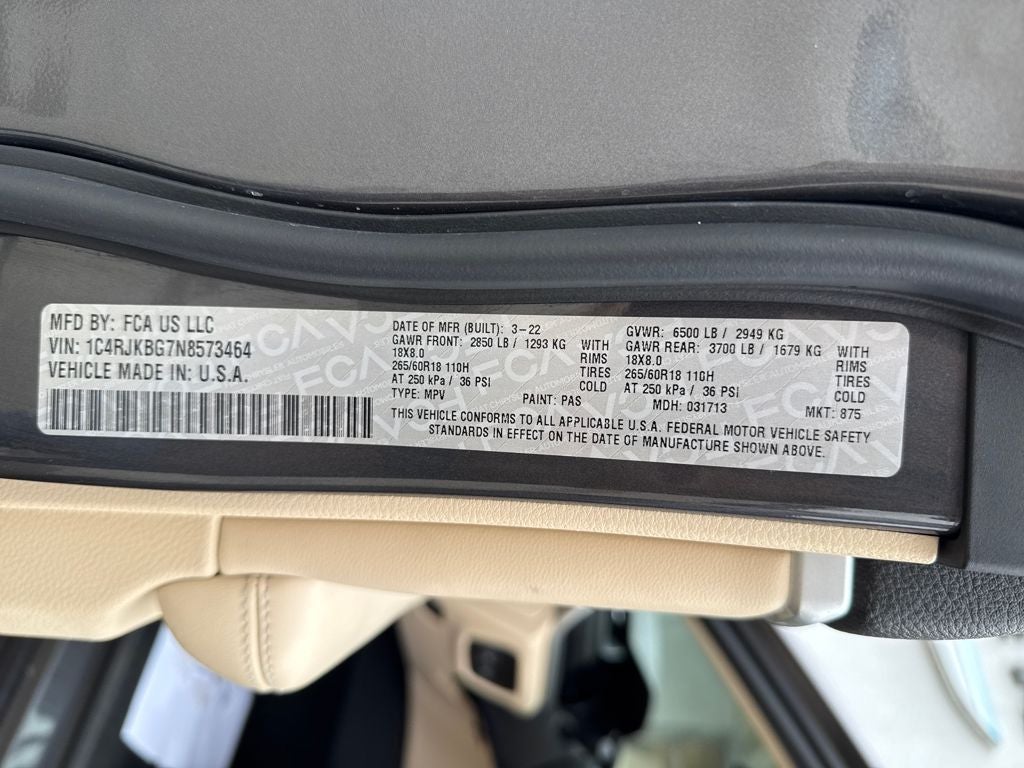 MFD BY: FCA US LLC
VIN: 1C4RJKBG7N8573464
VEHICLE MADE IN: U.S.A.
DATE OF MFR (BUILT): 3-22
GAWR FRONT: 2850 LB / 1293 KG WITH
18X8.0 RIMS
265/60R18 110H TIRES
AT 250 kPa / 36 PSI COLD
TYPE: MPV PAINT: PAS
GVWR: 6500 LB / 2949 KG
GAWR REAR: 3700 LB / 1679 KG WITH
18X8.0 RIMS
265/60R18 110H TIRES
AT 250 kPa / 36 PSI COLD
MDH: 031713 MKT: 875
THIS VEHICLE CONFORMS TO ALL APPLICABLE U.S.A. FEDERAL MOTOR VEHICLE SAFETY
STANDARDS IN EFFECT ON THE DATE OF MANUFACTURE SHOWN ABOVE.